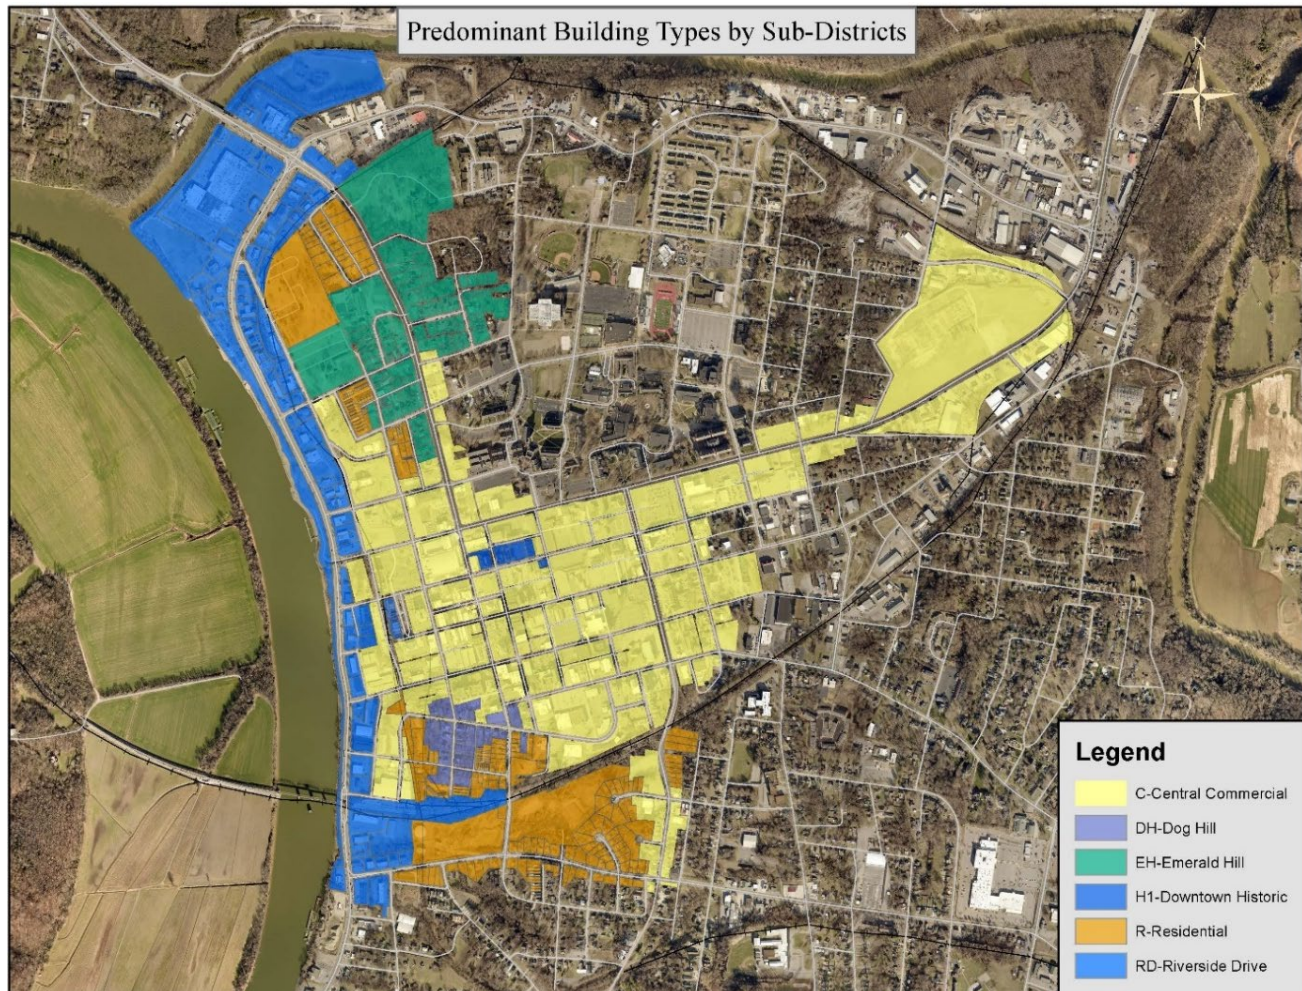 Predominant Building Types by Sub-Districts
N
Legend
C-Central Commercial
DH-Dog Hill
EH-Emerald Hill
H1-Downtown Historic
R-Residential
RD-Riverside Drive